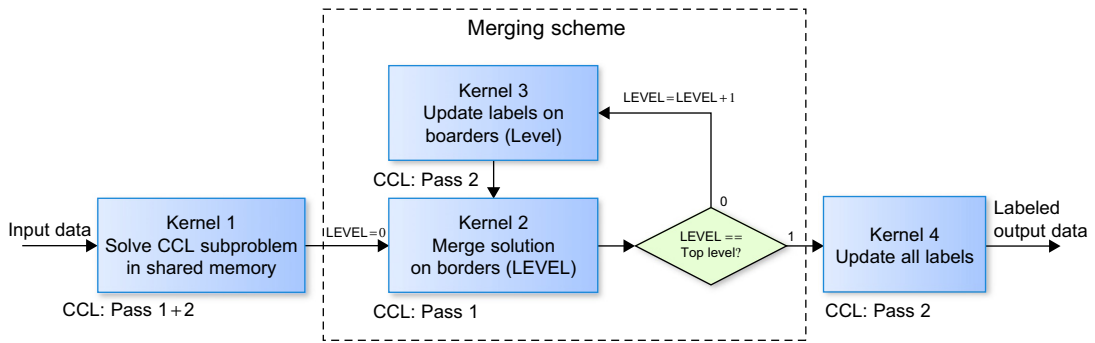 Merging scheme
Kernel 3
Update labels on
boarders (Level)
LEVEL=LEVEL+1
CCL: Pass 2
0
Input data
Kernel 1
Solve CCL subproblem
in shared memory
CCL: Pass 1+2
LEVEL=0
Kernel 2
Merge solution
on borders (LEVEL)
CCL: Pass 1
LEVEL ==
Top level?
1
Kernel 4
Update all labels
CCL: Pass 2
Labeled
output data